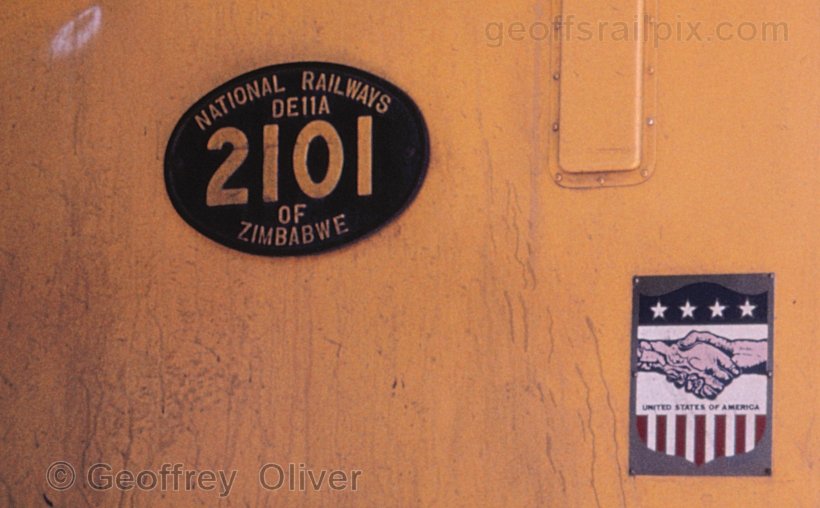 geoffsrailpix.com
NATIONAL RAILWAYS
DE11A
2101
OF
ZIMBABWE
UNITED STATES OF AMERICA
© Geoffrey Oliver